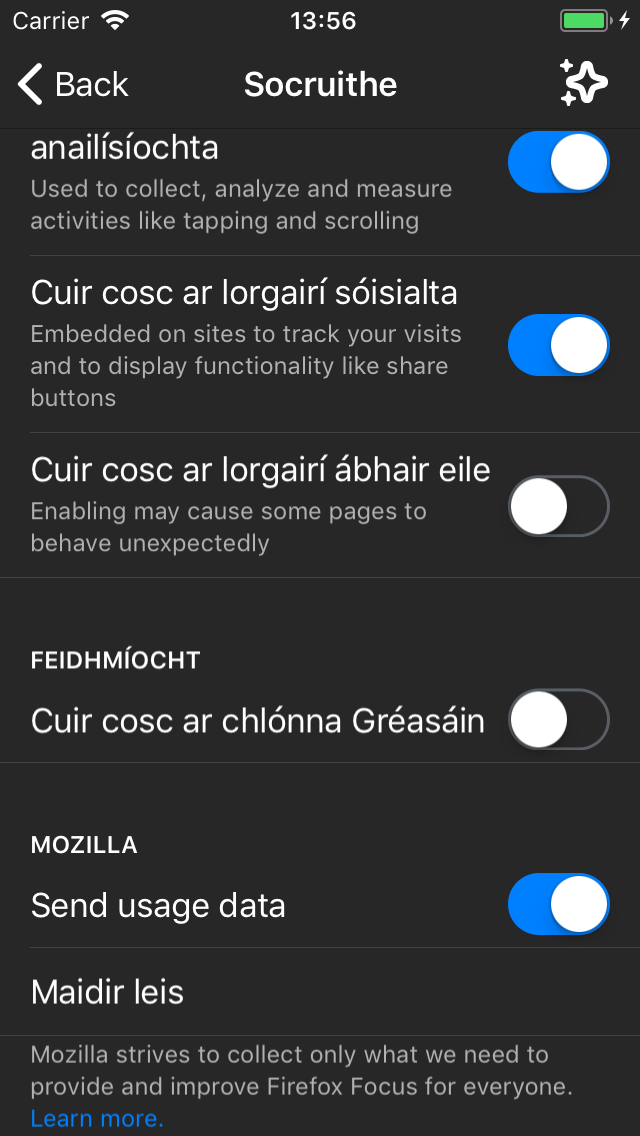 Carrier 13:56
Back Socruithe
anailísíochta
Used to collect, analyze and measure
activities like tapping and scrolling
Cuir cosc ar lorgairí sóisialta
Embedded on sites to track your visits
and to display functionality like share
buttons
Cuir cosc ar lorgairí ábhair eile
Enabling may cause some pages to
behave unexpectedly
FEIDHMÍOCHT
Cuir cosc ar chlónna Gréasáin
MOZILLA
Send usage data
Maidir leis
Mozilla strives to collect only what we need to
provide and improve Firefox Focus for everyone.
Learn more.